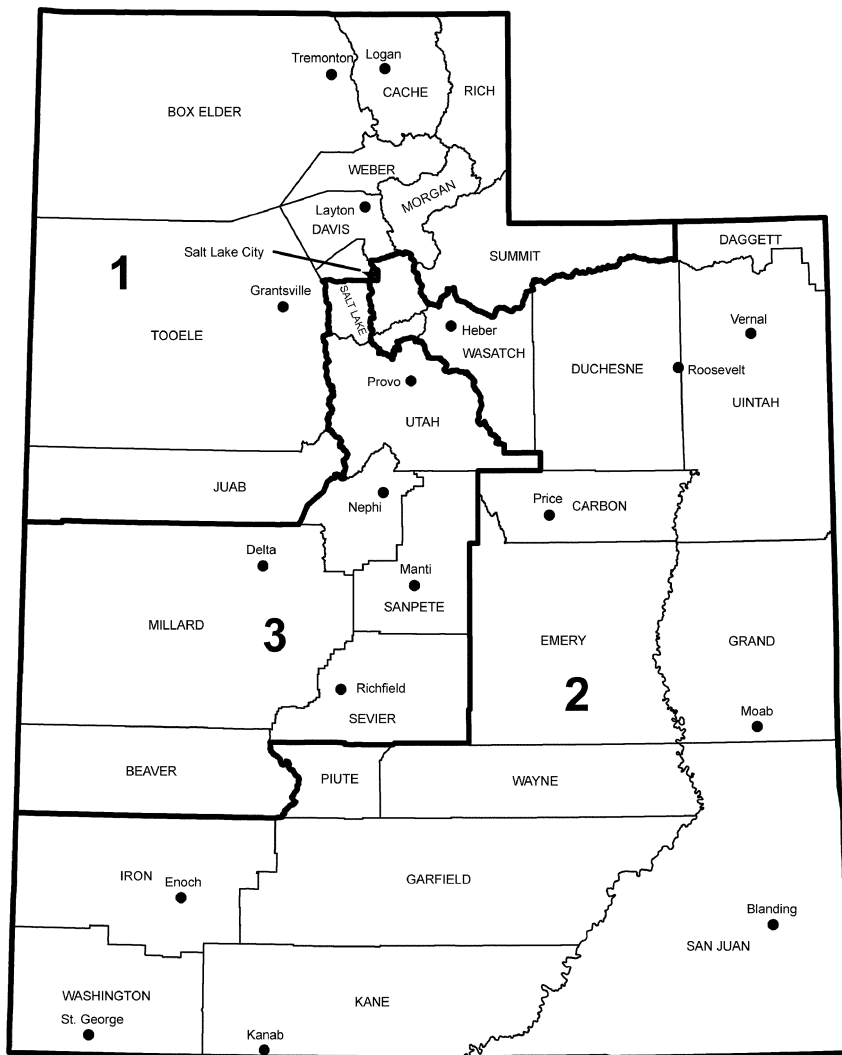 Tremonton
Logan
CACHE
RICH
BOX ELDER
WEBER
MORGAN
Layton
DAVIS
Salt Lake City
SUMMIT
DAGGETT
1
Grantsville
SALT LAKE
TOOELE
Heber
WASATCH
Vernal
DUCHESNE
Roosevelt
UINTAH
Provo
UTAH
JUAB
Nephi
Price
CARBON
Delta
Manti
SANPETE
MILLARD
3
EMERY
GRAND
2
Richfield
SEVIER
Moab
BEAVER
PIUTE
WAYNE
IRON
Enoch
GARFIELD
Blanding
SAN JUAN
WASHINGTON
St. George
KANE
Kanab